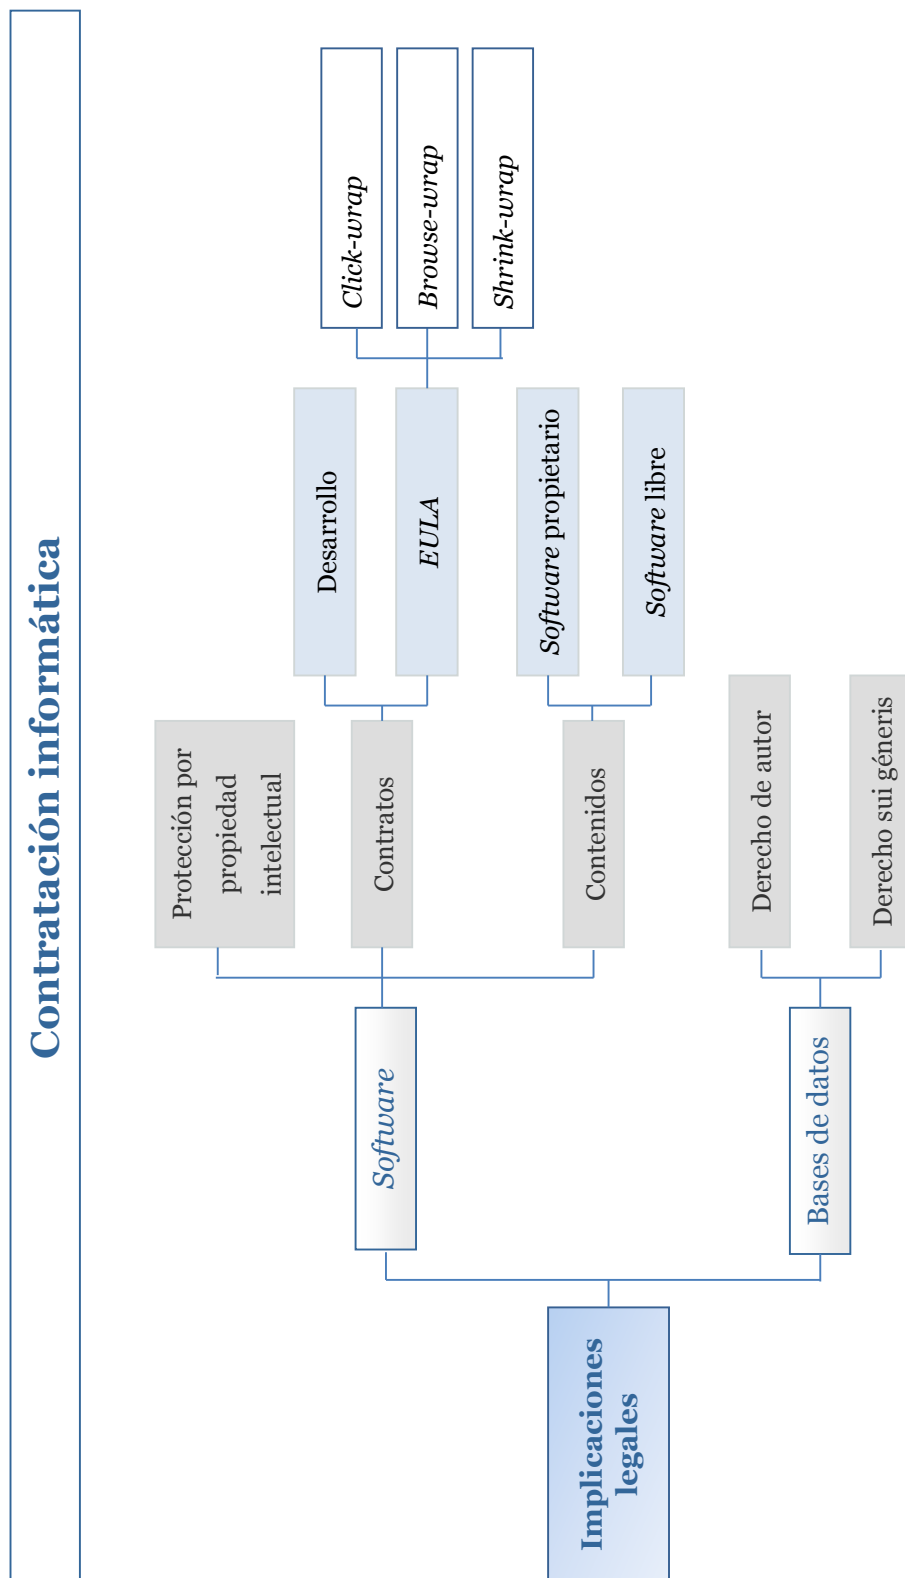 Contratación informática
Implicaciones
legales
Software
Protección por
propiedad
intelectual
Contratos
Desarrollo
EULA
Click-wrap
Browse-wrap
Shrink-wrap
Contenidos
Software propietario
Software libre
Bases de datos
Derecho de autor
Derecho sui géneris